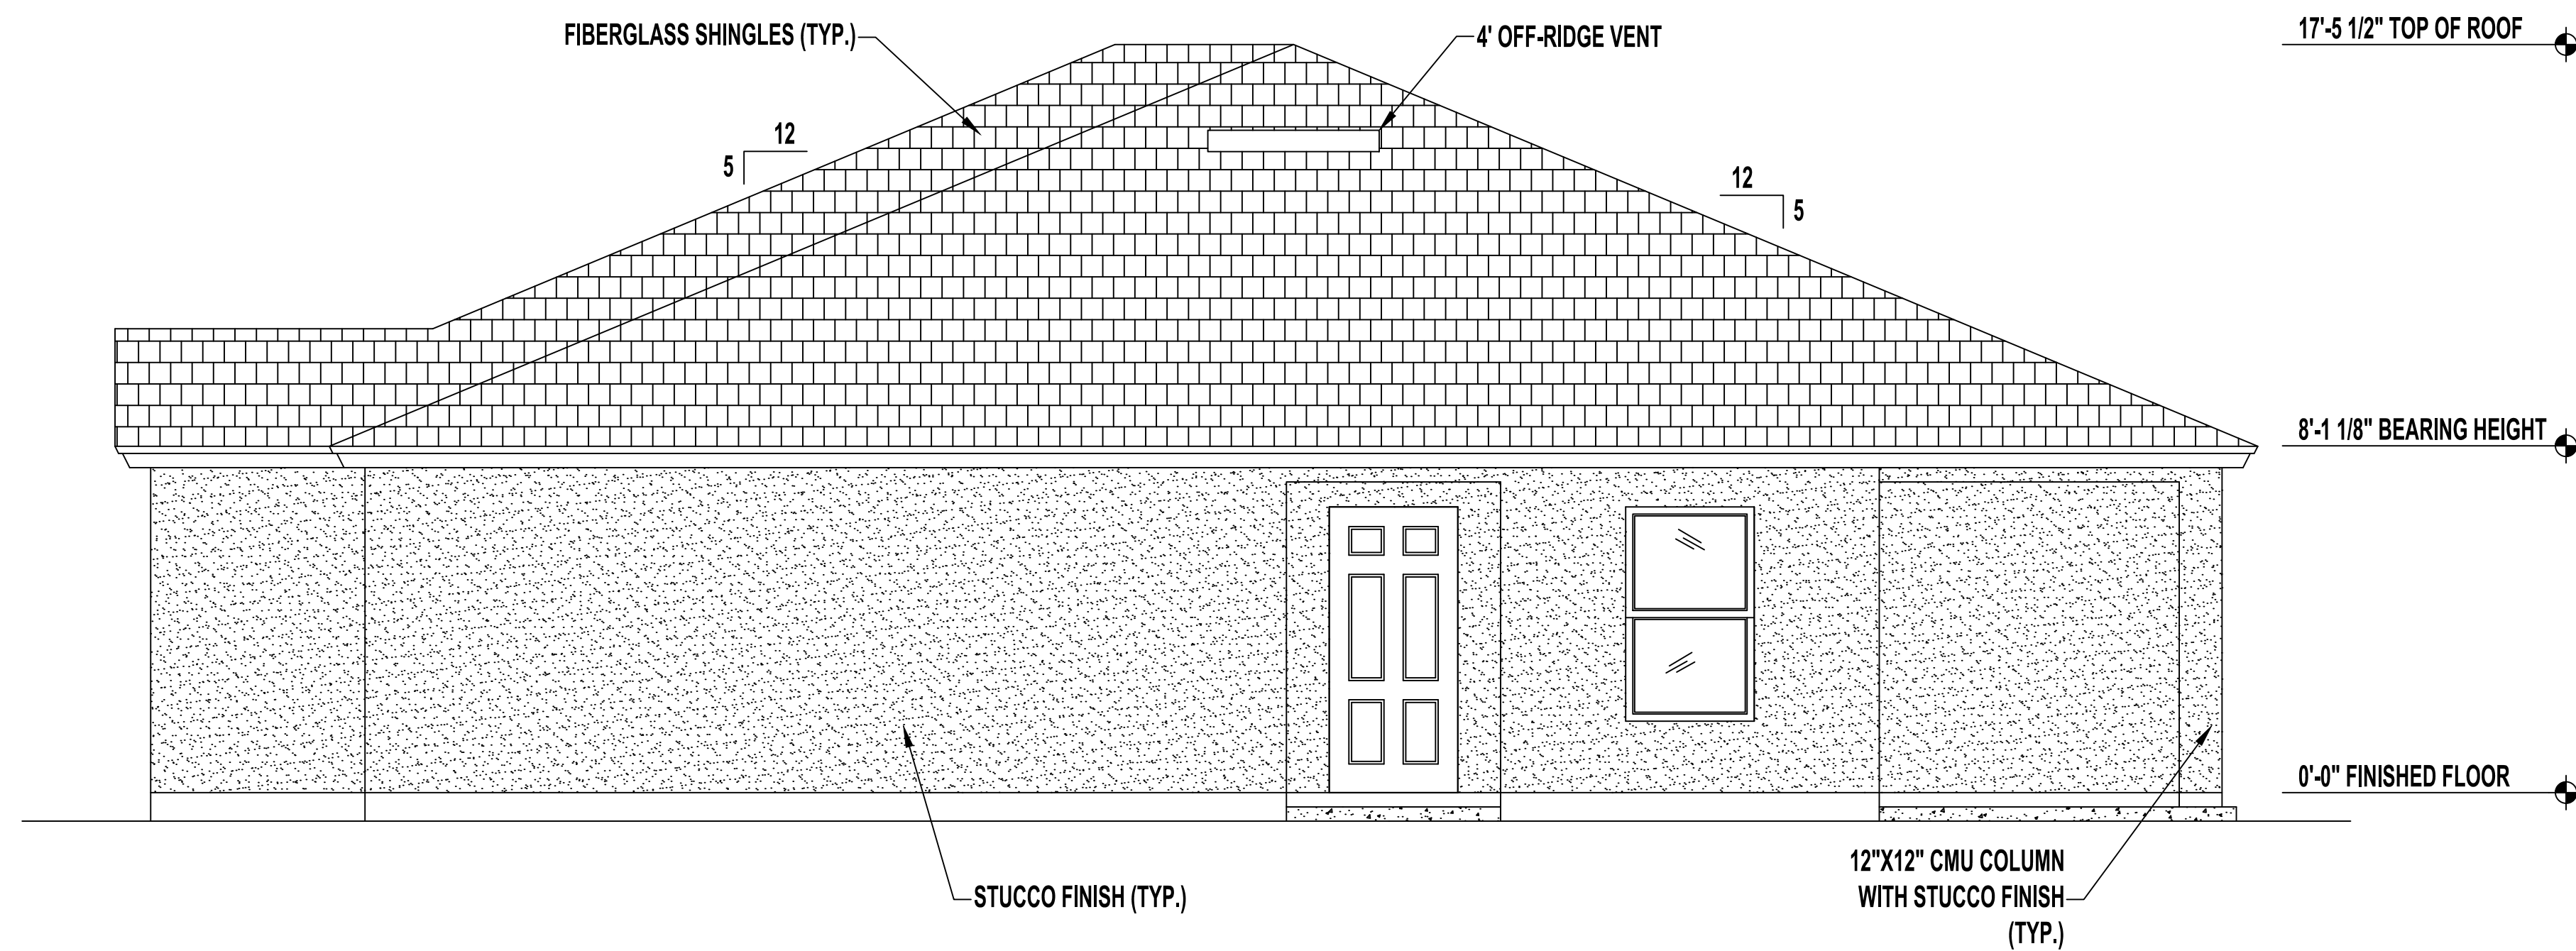 FIBERGLASS SHINGLES (TYP.)
4' OFF-RIDGE VENT
17'-5 1/2" TOP OF ROOF
12
5
12
5
8'-1 1/8" BEARING HEIGHT
0'-0" FINISHED FLOOR
STUCCO FINISH (TYP.)
12"X12" CMU COLUMN
WITH STUCCO FINISH
(TYP.)